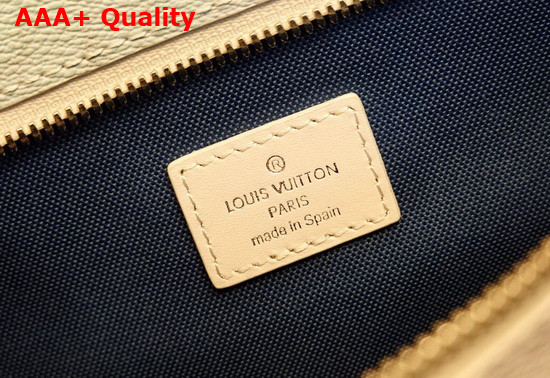 AAA+ Quality
®
LOUIS VUITTON
PARIS
made in Spain